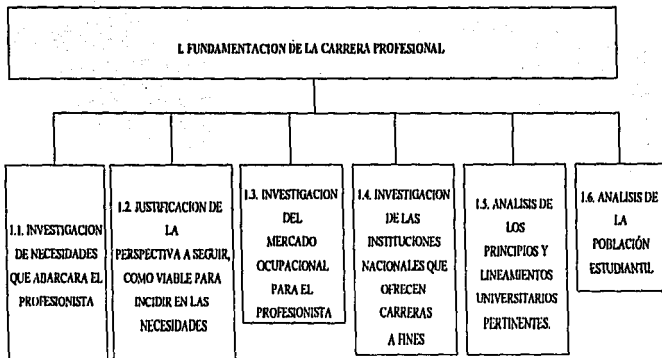 I. FUNDAMENTACION DE LA CARRERA PROFESIONAL
1.1. INVESTIGACION
DE NECESIDADES
QUE ABARCARA EL
PROFESIONISTA
1.2. JUSTIFICACION DE
LA
PERSPECTIVA A SEGUIR,
COMO VIABLE PARA
INCIDIR EN LAS
NECESIDADES
1.3. INVESTIGACION
DEL
MERCADO
OCUPACIONAL
PARA EL
PROFESIONISTA
1.4. INVESTIGACION
DE LAS
INSTITUCIONES
NACIONALES QUE
OFRECEN
CARRERAS
A FINES
1.5. ANALISIS DE
LOS
PRINCIPIOS Y
LINEAMIENTOS
UNIVERSITARIOS
PERTINENTES.
1.6. ANALISIS DE
LA
POBLACIÓN
ESTUDIANTIL